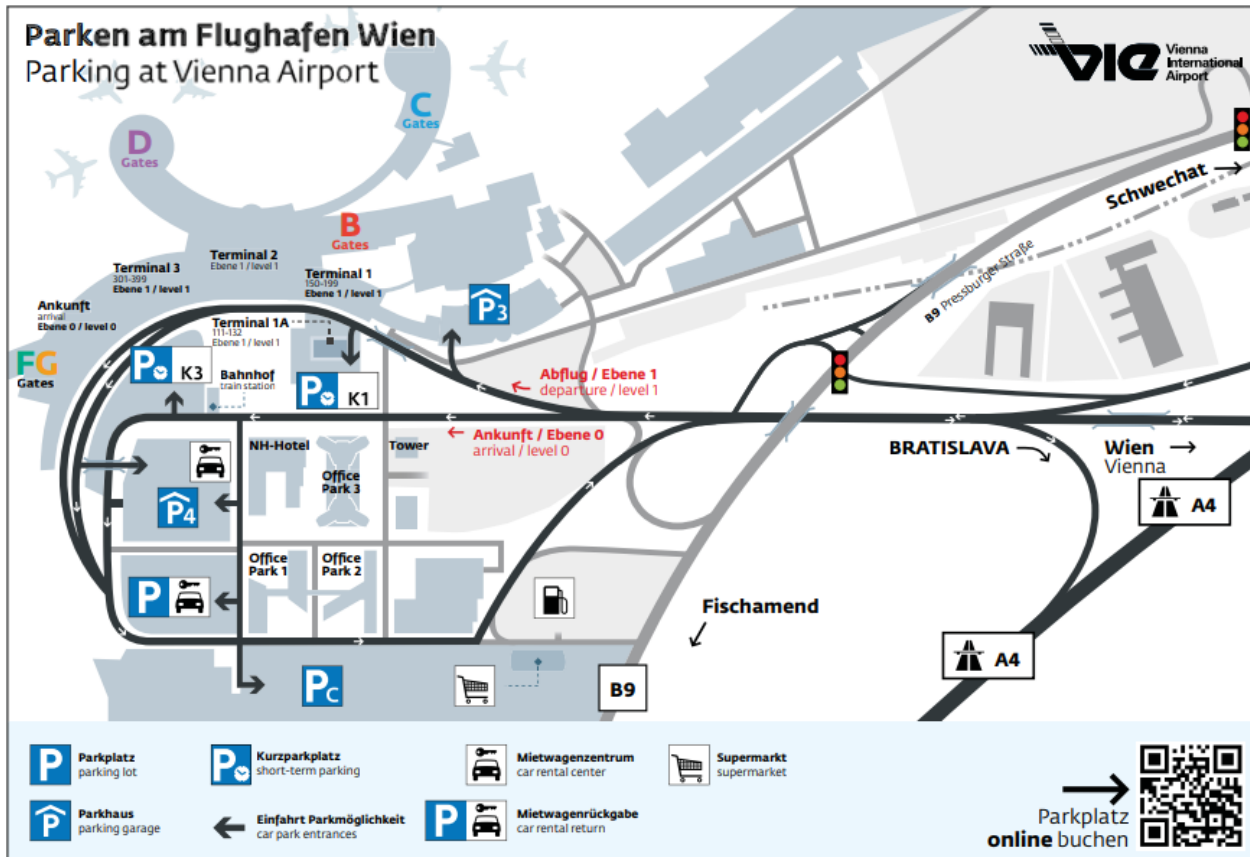 Parken am Flughafen Wien
Parking at Vienna Airport
VIE
Vienna
International
Airport
C
Gates
D
Gates
B
Gates
Schwechat
B9 Pressburger Straße
Terminal 2
Ebene 1 / level 1
Terminal 3
301-399
Ebene 1 / level 1
Terminal 1
150-199
Ebene 1 / level 1
Ankunft
arrival
Ebene 0 / level 0
P3
Terminal 1A
111-132
Ebene 1 / level 1
FG
Gates
P K3
Bahnhof
train station
P K1
Abflug / Ebene 1
departure / level 1
Ankunft / Ebene 0
arrival / level 0
NH-Hotel
Tower
BRATISLAVA
Wien
Vienna
Office
Park 3
A4
P4
Office
Park 1
Office
Park 2
P
Fischamend
A4
PC
B9
P
Parkplatz
parking lot
P
Kurzparkplatz
short-term parking
Mietwagenzentrum
car rental center
Supermarkt
supermarket
P
Parkhaus
parking garage
Einfahrt Parkmöglichkeit
car park entrances
P
Mietwagenrückgabe
car rental return
Parkplatz
online buchen